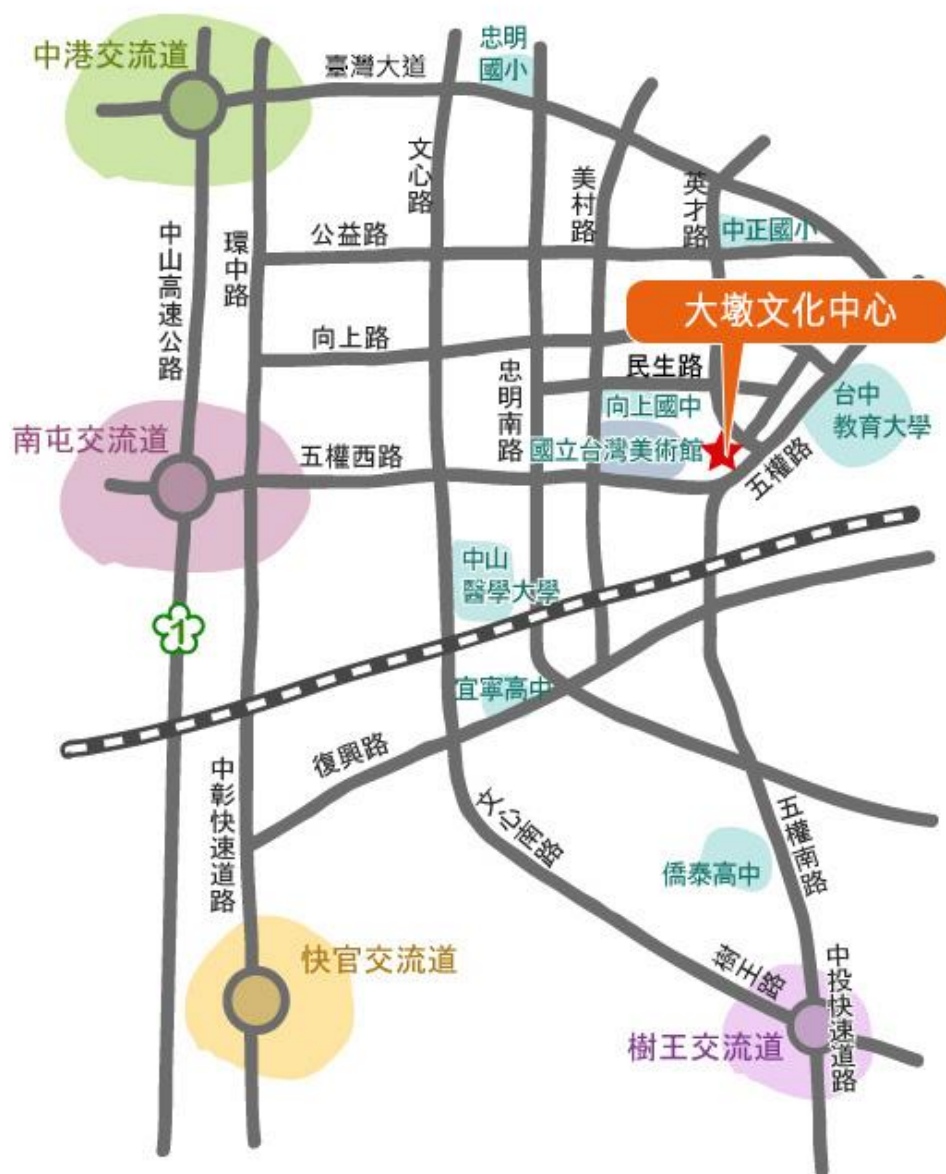 中港交流道
臺灣大道
忠明
國小
文心路
美村路
英才路
中正國小
公益路
環中路
中山高速公路
大墩文化中心
向上路
民生路
忠明南路
向上國中
台中
教育大學
南屯交流道
五權西路
國立台灣美術館
五權路
中山
醫學大學
1
宜寧高中
復興路
中彰快速道路
文心南路
五權南路
僑泰高中
快官交流道
樹王路
中投快速道路
樹王交流道